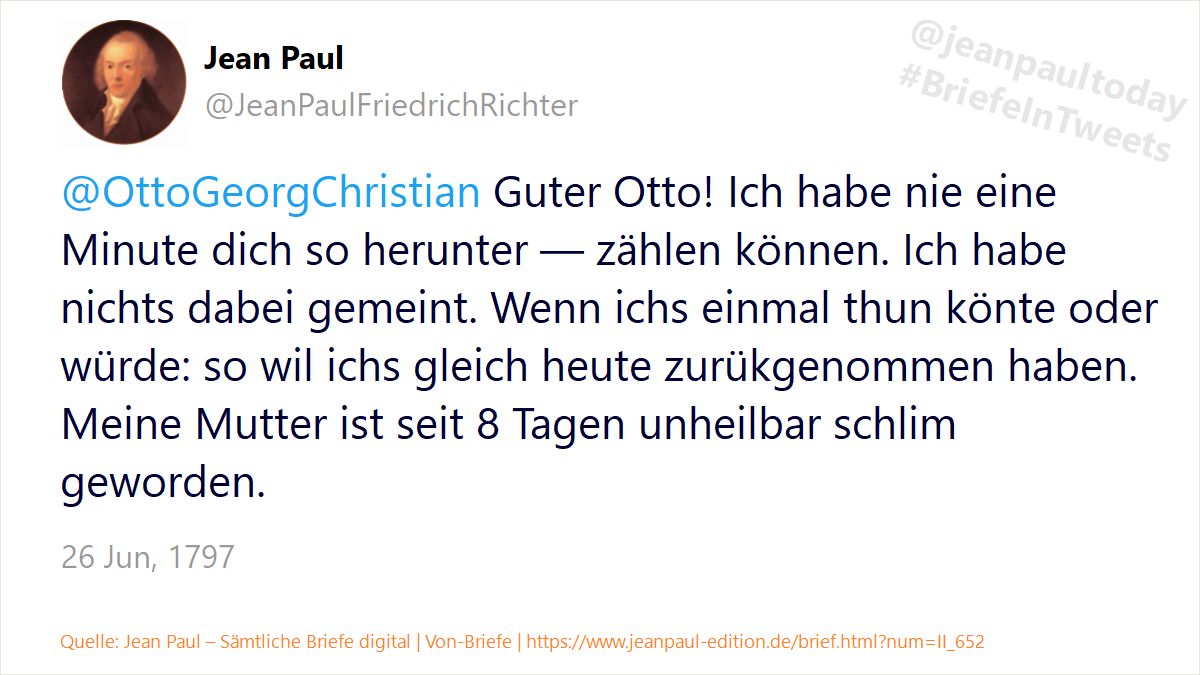 Jean Paul
@JeanPaulFriedrichRichter
@jeanpaultoday
#BriefeInTweets
@OttoGeorgChristian Guter Otto! Ich habe nie eine
Minute dich so herunter — zählen können. Ich habe
nichts dabei gemeint. Wenn ichs einmal thun könte oder
würde: so wil ichs gleich heute zurükgenommen haben.
Meine Mutter ist seit 8 Tagen unheilbar schlim
geworden.
26 Jun, 1797
Quelle: Jean Paul – Sämtliche Briefe digital | Von-Briefe | https://www.jeanpaul-edition.de/brief.html?num=II_652